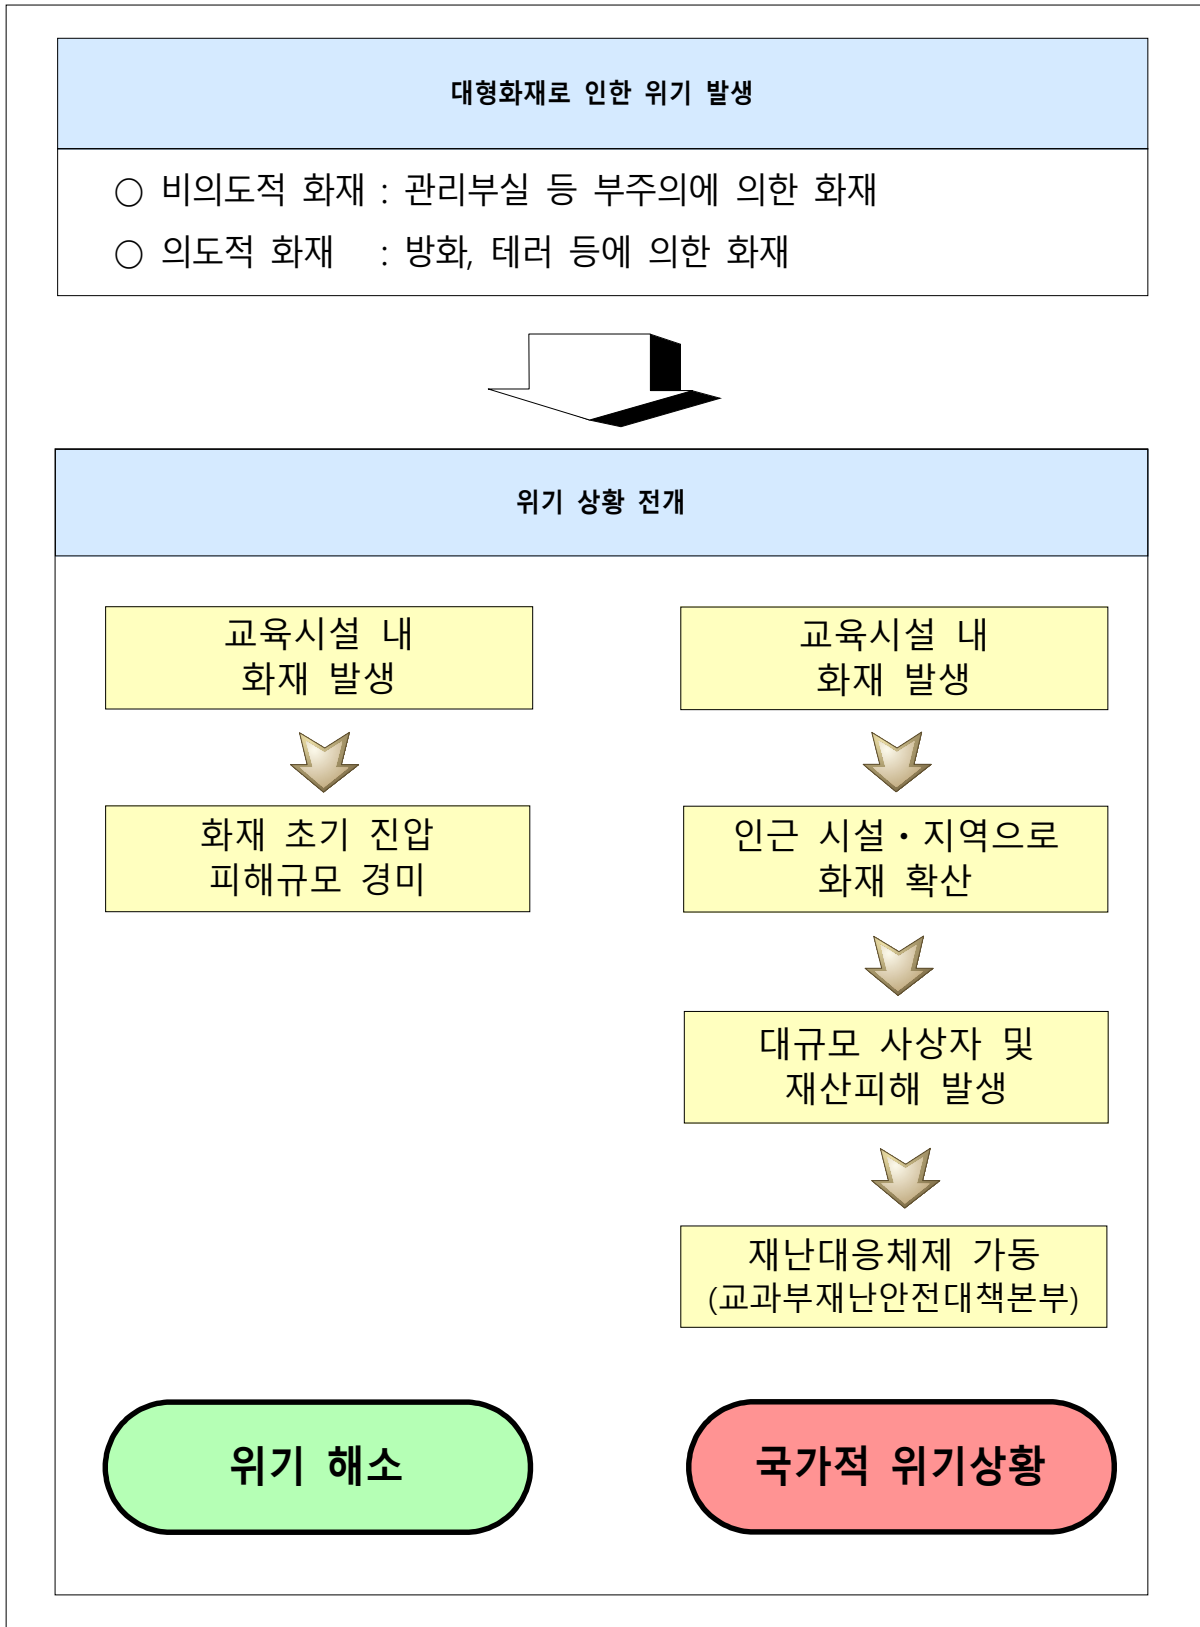 대형화재로 인한 위기 발생
○ 비의도적 화재 : 관리부실 등 부주의에 의한 화재
○ 의도적 화재 : 방화, 테러 등에 의한 화재
위기 상황 전개
교육시설 내
화재 발생
화재 초기 진압
피해규모 경미
위기 해소
교육시설 내
화재 발생
인근 시설・지역으로
화재 확산
대규모 사상자 및
재산피해 발생
재난대응체제 가동
(교과부재난안전대책본부)
국가적 위기상황